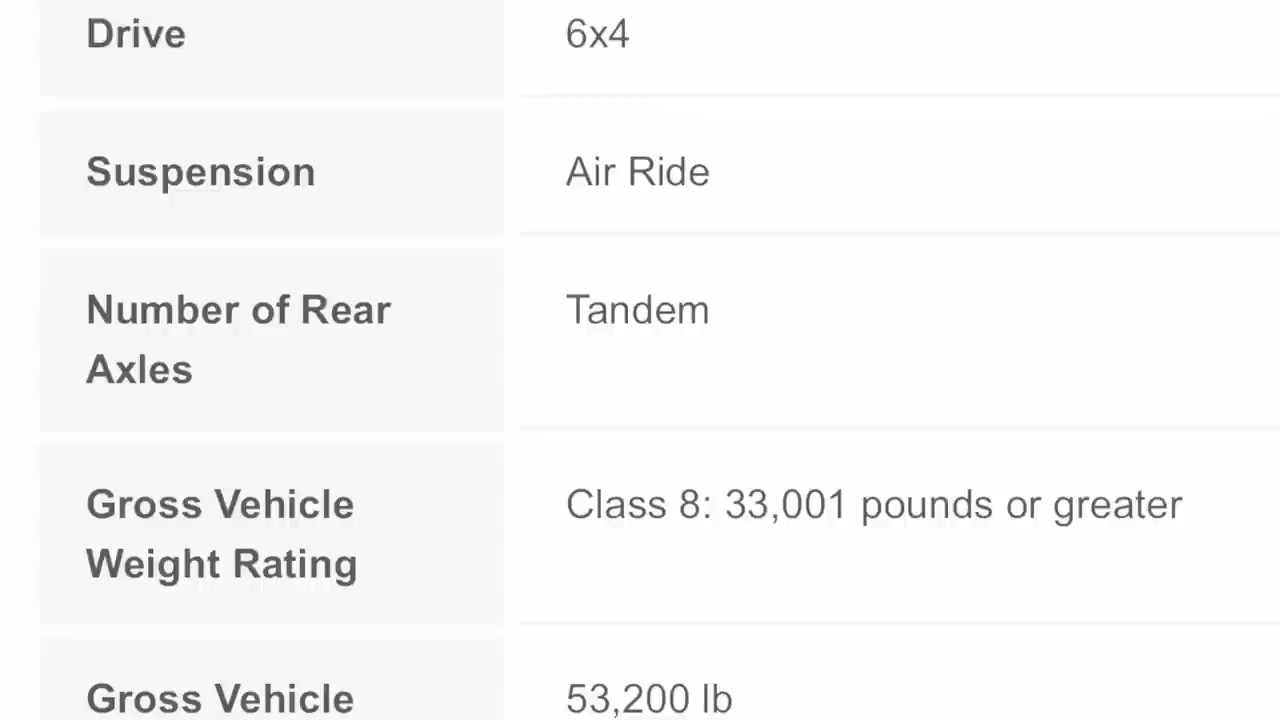 Drive 6x4
Suspension Air Ride
Number of Rear Tandem
Axles
Gross Vehicle Class 8: 33,001 pounds or greater
Weight Rating
Gross Vehicle 53,200 lb